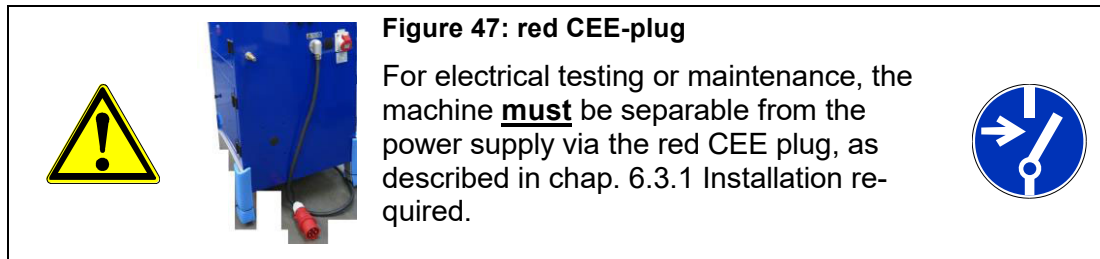 Figure 47: red CEE-plug
For electrical testing or maintenance, the
machine must be separable from the
power supply via the red CEE plug, as
described in chap. 6.3.1 Installation re-
quired.